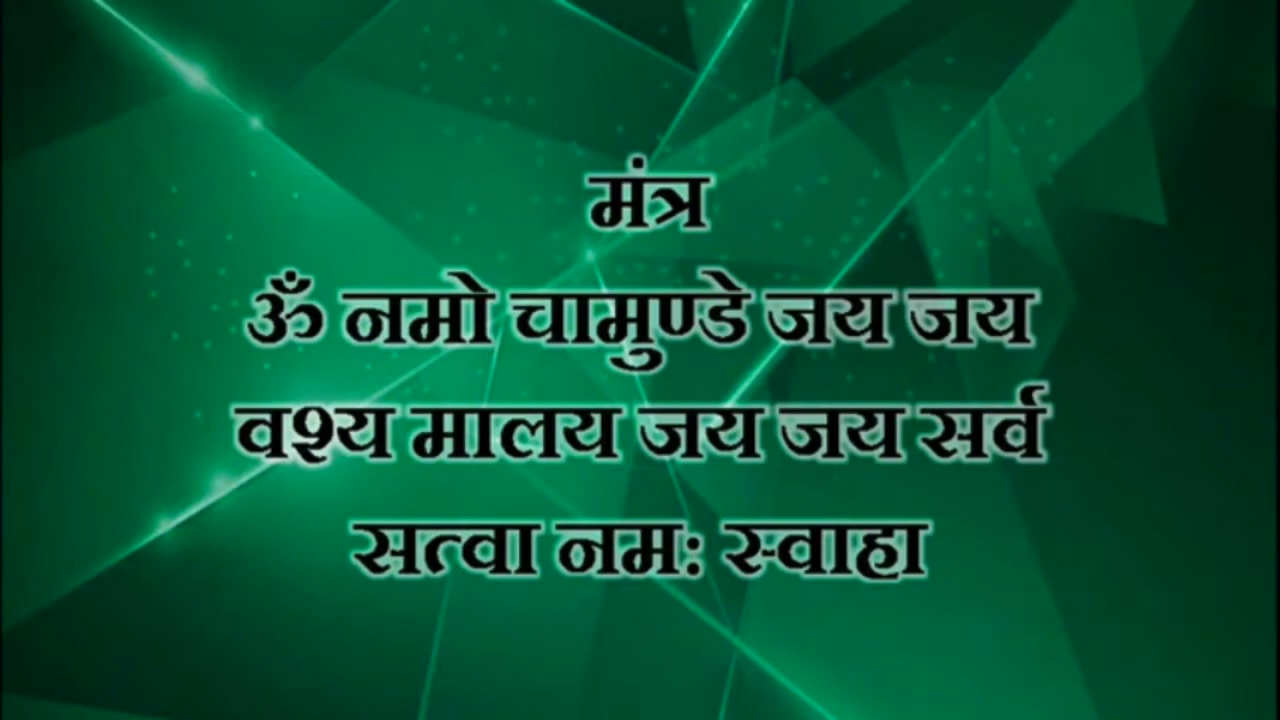 मंत्र
ॐ नमो चामुण्डे जय जय
वश्य मालय जय जय सर्व
सत्वा नम: स्वाहा